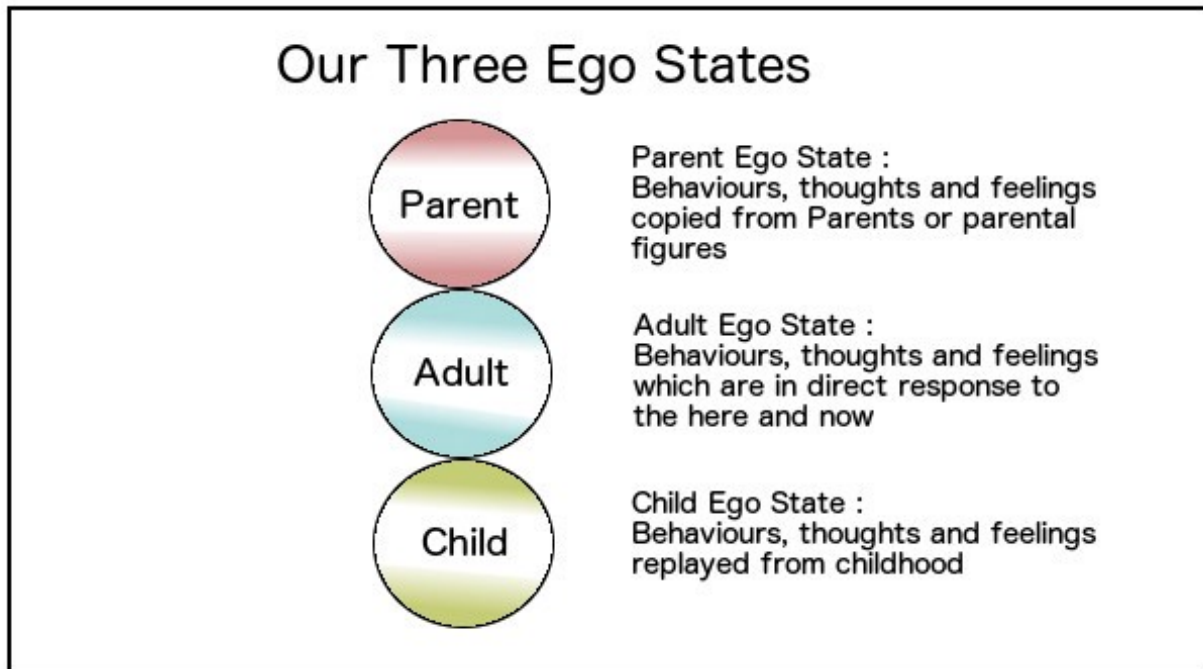 Our Three Ego States
Parent
Parent Ego State :
Behaviours, thoughts and feelings
copied from Parents or parental
figures
Adult
Adult Ego State :
Behaviours, thoughts and feelings
which are in direct response to
the here and now
Child
Child Ego State :
Behaviours, thoughts and feelings
replayed from childhood